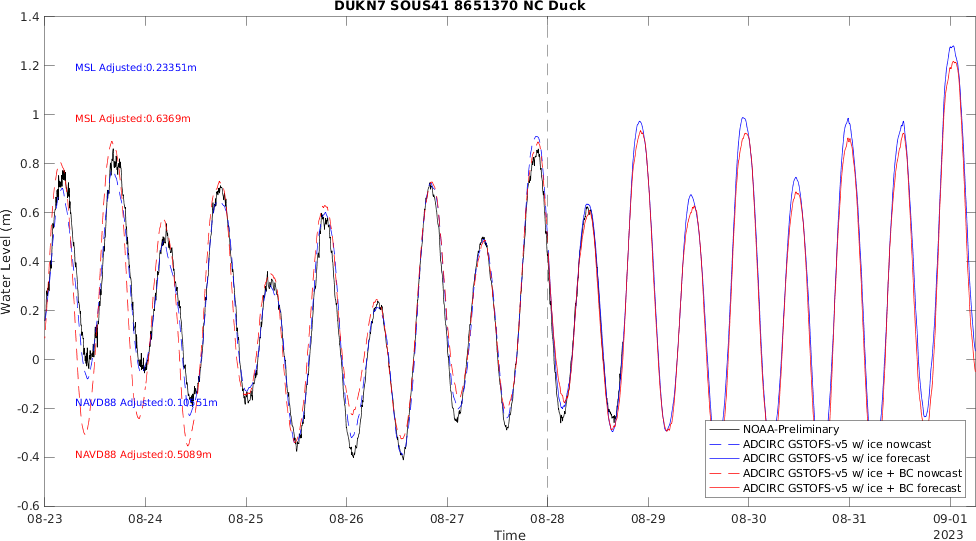 DUKN7 SOUS41 8651370 NC Duck
1.4
1.2
1
0.8
0.6
0.4
0.2
0
-0.2
-0.4
-0.6
Water Level (m)
MSL Adjusted:0.23351m
MSL Adjusted:0.6369m
NAVD88 Adjusted:0.10551m
NAVD88 Adjusted:0.5089m
NOAA-Preliminary
ADCIRC GSTOFS-v5 w/ ice nowcast
ADCIRC GSTOFS-v5 w/ ice forecast
ADCIRC GSTOFS-v5 w/ ice + BC nowcast
ADCIRC GSTOFS-v5 w/ ice + BC forecast
08-23 08-24 08-25 08-26 08-27 08-28 08-29 08-30 08-31 09-01
2023
Time